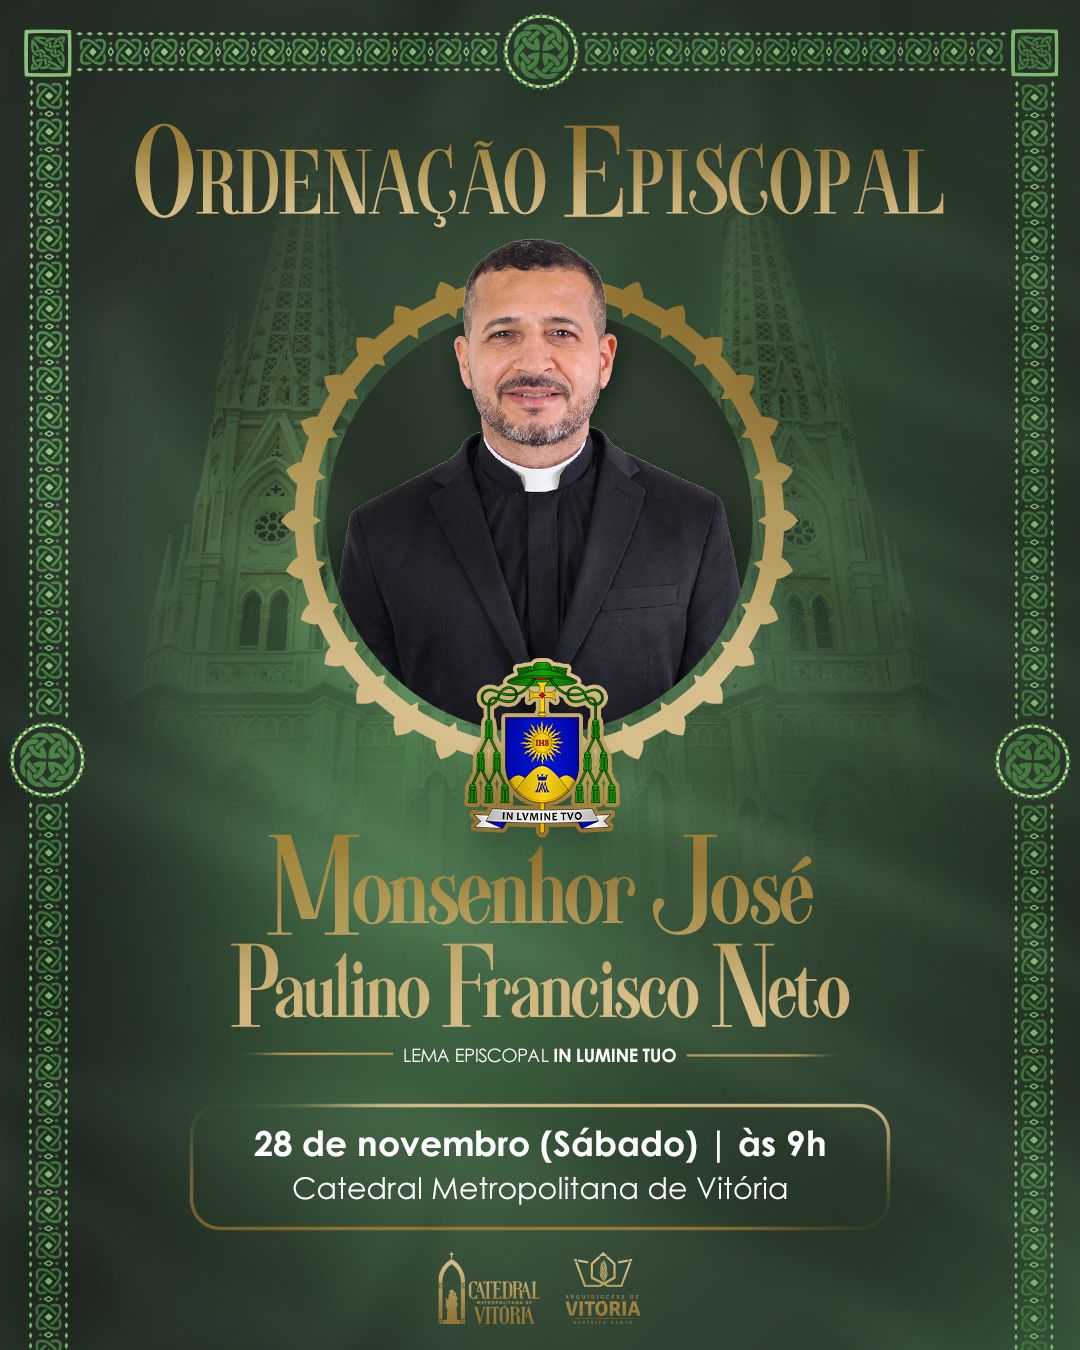 ORDENAÇÃO EPISCOPAL
IHS
IN LVMINE TVO
Monsenhor José
Paulino Francisco Neto
LEMA EPISCOPAL IN LUMINE TUO
28 de novembro (Sábado) | às 9h
Catedral Metropolitana de Vitória
CATEDRAL
METROPOLITANA DE
VITÓRIA
ARQUIDIOCESE DE
VITÓRIA
ESPÍRITO SANTO